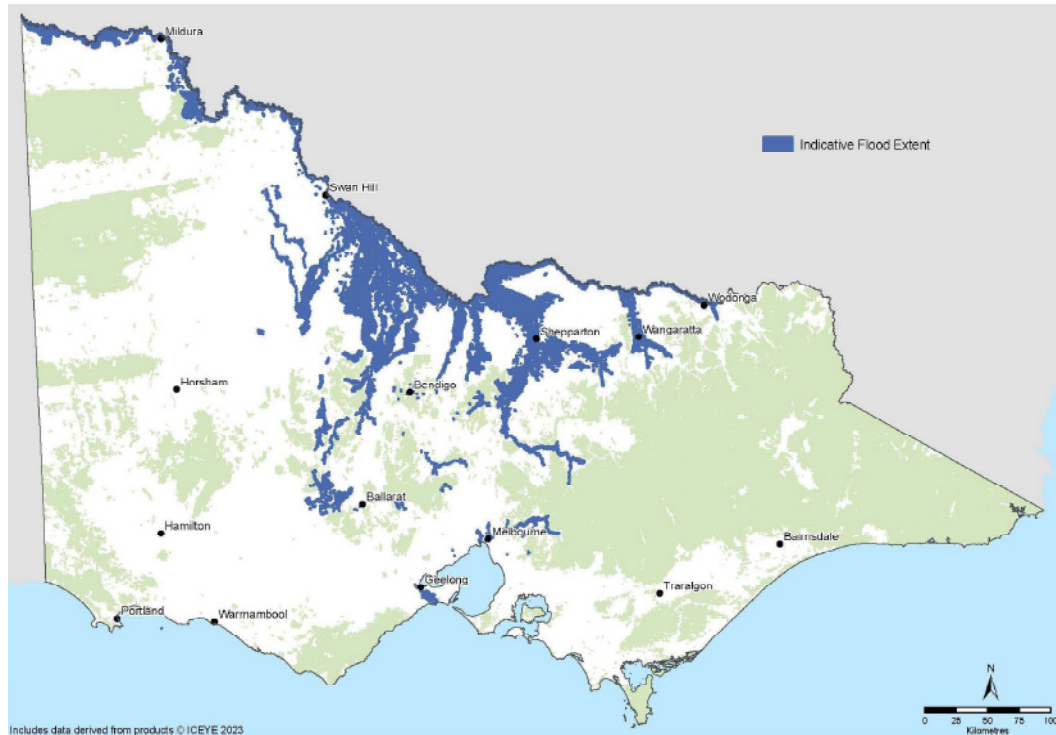 Mildura
Swan Hill
Indicative Flood Extent
Wodonga
Shepparton
Wangaratta
Horsham
Bendigo
Ballarat
Hamilton
Melbourne
Bairnsdale
Geelong
Traralgon
Portland
Warrnambool
N
0 25 50 75 100
Kilometres
Includes data derived from products © ICEYE 2023